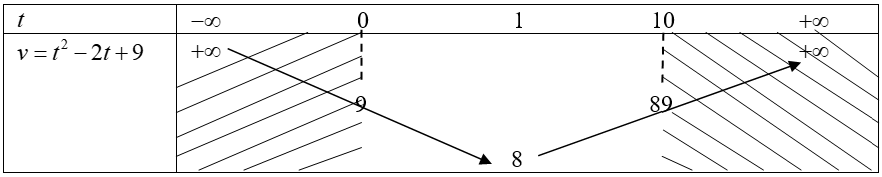 t −∞ 0 1 10 +∞
v = t² − 2t + 9 +∞ +∞
9 89
8